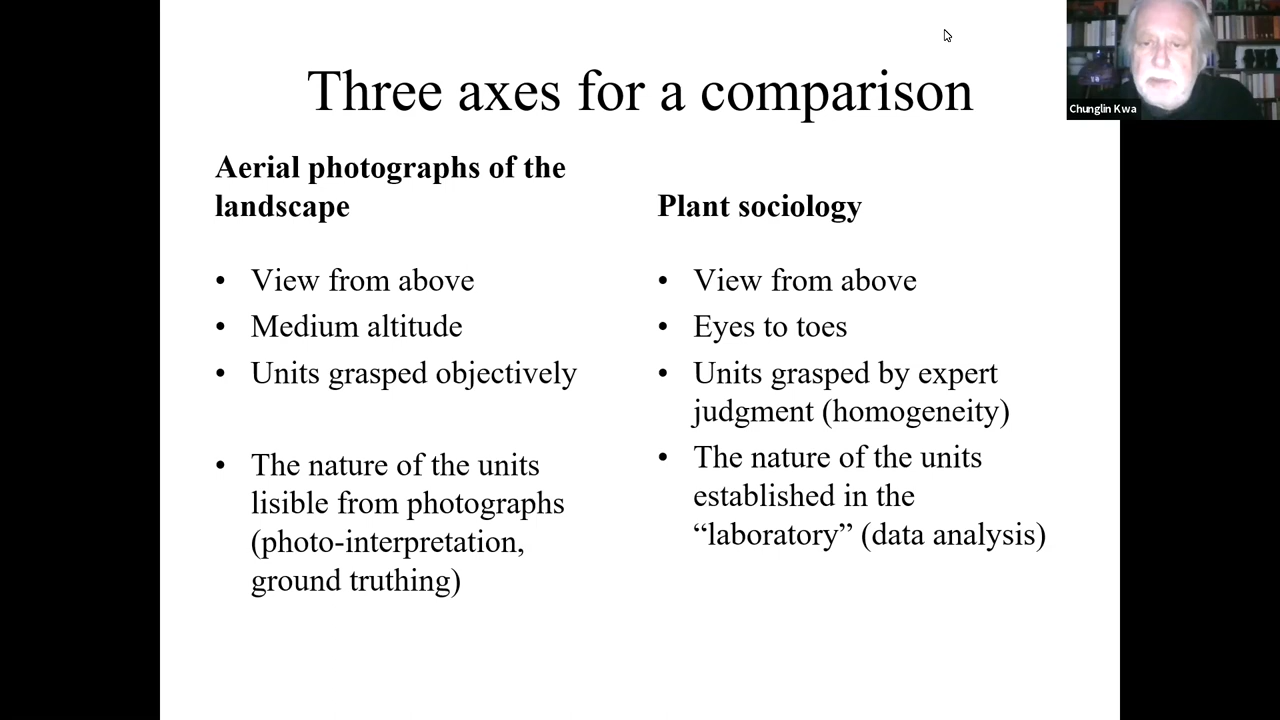 Three axes for a comparison
Chunglin Kwa
Aerial photographs of the
landscape
• View from above
• Medium altitude
• Units grasped objectively
• The nature of the units
lisible from photographs
(photo-interpretation,
ground truthing)
Plant sociology
• View from above
• Eyes to toes
• Units grasped by expert
judgment (homogeneity)
• The nature of the units
established in the
“laboratory” (data analysis)